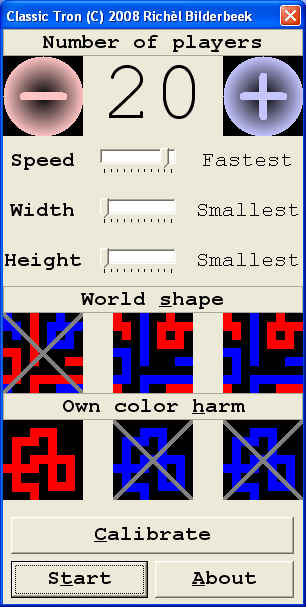 Classic Tron (C) 2008 Richèl Bilderbeek
Number of players
20
Speed Fastest
Width Smallest
Height Smallest
World shape
Own color harm
Calibrate
Start About